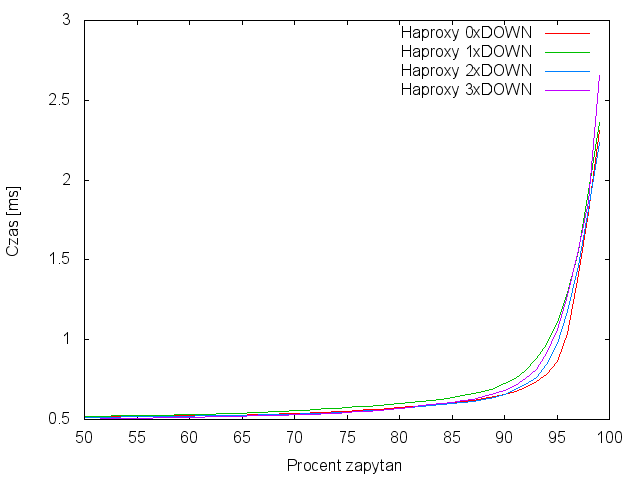 3
Haproxy 0xDOWN
Haproxy 1xDOWN
Haproxy 2xDOWN
Haproxy 3xDOWN
2.5
2
Czas [ms]
1.5
1
0.5
50 55 60 65 70 75 80 85 90 95 100
Procent zapytan